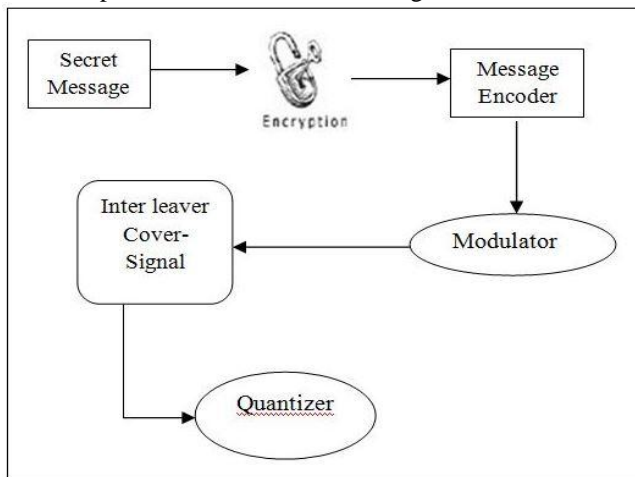 Secret
Message
Encryption
Message
Encoder
Inter leaver
Cover-
Signal
Modulator
Quantizer